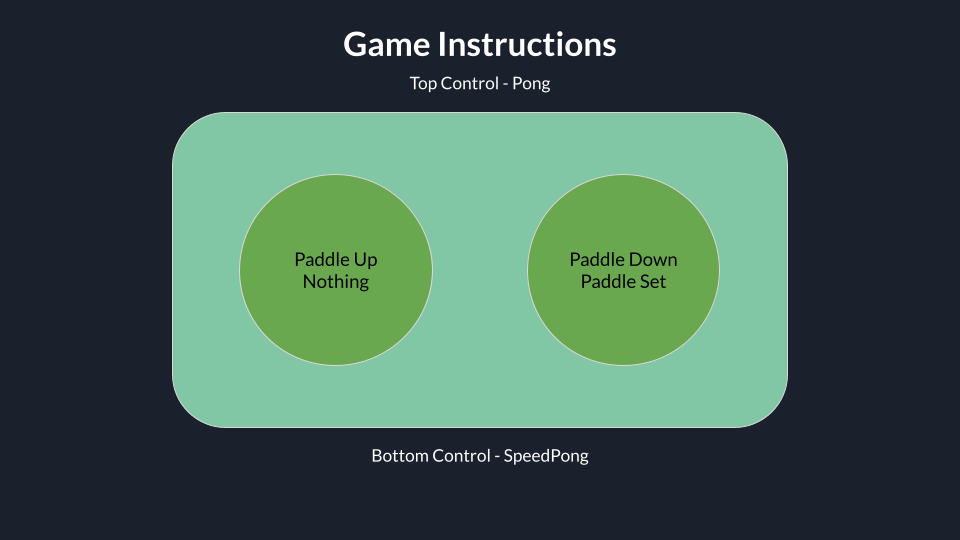 Game Instructions
Top Control - Pong
Paddle Up
Nothing
Paddle Down
Paddle Set
Bottom Control - SpeedPong